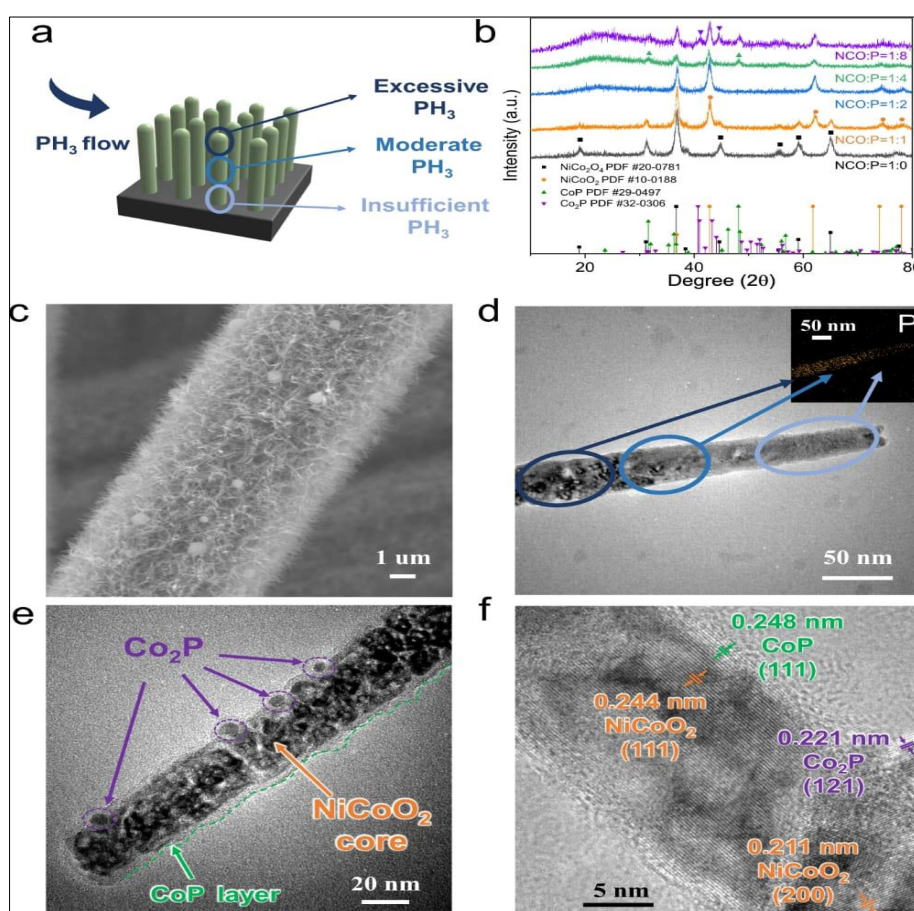 a
PH₃ flow
Excessive
PH₃
Moderate
PH₃
Insufficient
PH₃
b
Intensity (a.u.)
NCO:P=1:8
NCO:P=1:4
NCO:P=1:2
NCO:P=1:1
NCO:P=1:0
NiCo₂O₄ PDF #20-0781
NiCoO₂ PDF #10-0188
CoP PDF #29-0497
Co₂P PDF #32-0306
20 40 60 80
Degree (2θ)
c
1 um
d
50 nm
P
50 nm
e
Co₂P
NiCoO₂
core
CoP layer
20 nm
f
0.248 nm
CoP
(111)
0.244 nm
NiCoO₂
(111)
0.221 nm
Co₂P
(121)
0.211 nm
NiCoO₂
(200)
5 nm